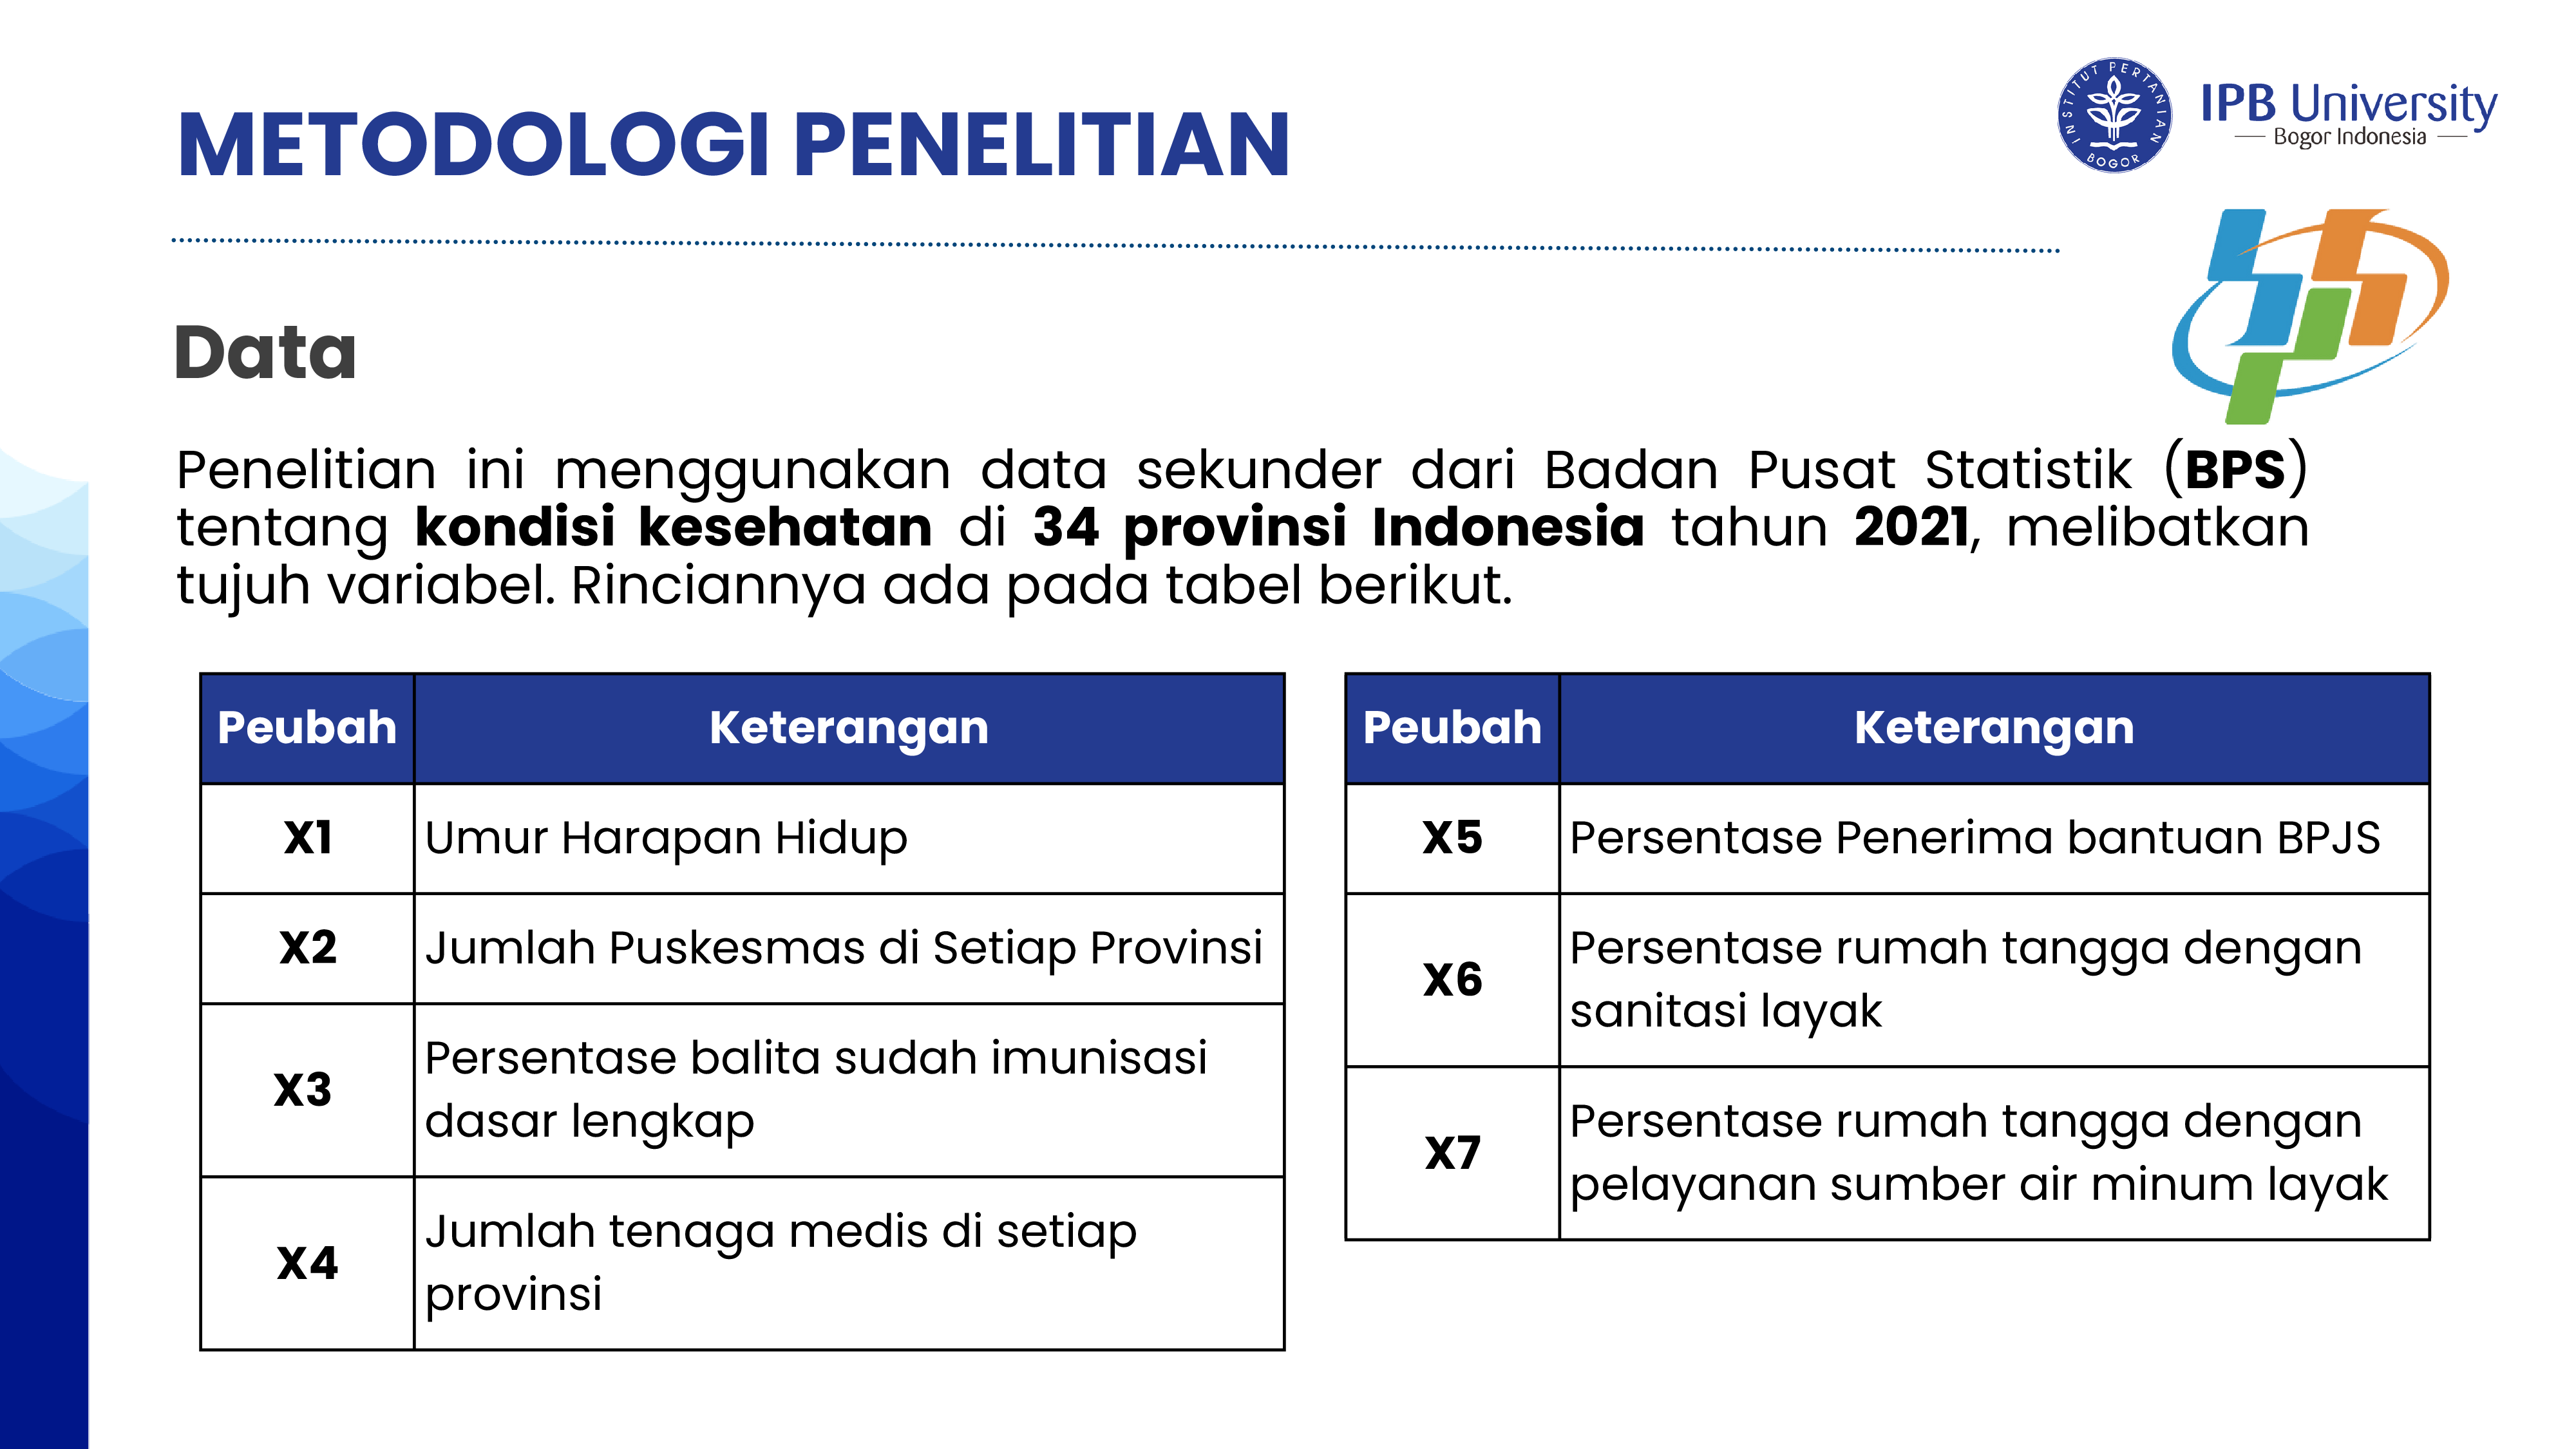 METODOLOGI PENELITIAN
INSTITUT PERTANIAN
BOGOR
IPB University
Bogor Indonesia
Data
Penelitian ini menggunakan data sekunder dari Badan Pusat Statistik (BPS)
tentang kondisi kesehatan di 34 provinsi Indonesia tahun 2021, melibatkan
tujuh variabel. Rinciannya ada pada tabel berikut.
Peubah Keterangan
X1 Umur Harapan Hidup
X2 Jumlah Puskesmas di Setiap Provinsi
X3 Persentase balita sudah imunisasi
dasar lengkap
X4 Jumlah tenaga medis di setiap
provinsi
Peubah Keterangan
X5 Persentase Penerima bantuan BPJS
X6 Persentase rumah tangga dengan
sanitasi layak
X7 Persentase rumah tangga dengan
pelayanan sumber air minum layak